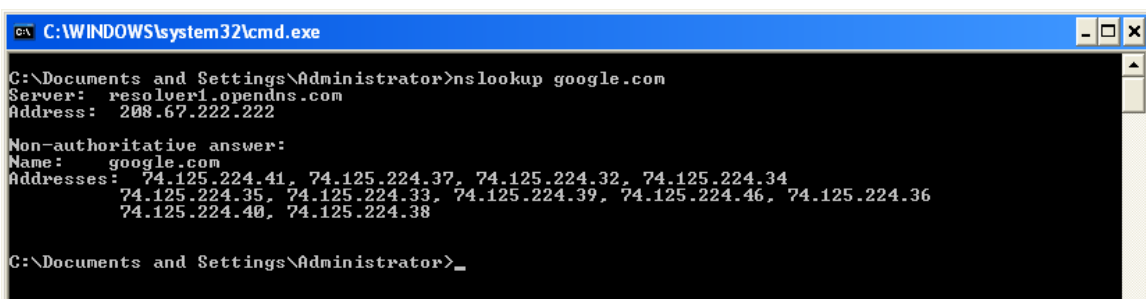 C:\WINDOWS\system32\cmd.exe
C:\Documents and Settings\Administrator>nslookup google.com
Server:  resolver1.opendns.com
Address:  208.67.222.222
Non-authoritative answer:
Name:    google.com
Addresses:  74.125.224.41, 74.125.224.37, 74.125.224.32, 74.125.224.34
74.125.224.35, 74.125.224.33, 74.125.224.39, 74.125.224.46, 74.125.224.36
74.125.224.40, 74.125.224.38
C:\Documents and Settings\Administrator>_